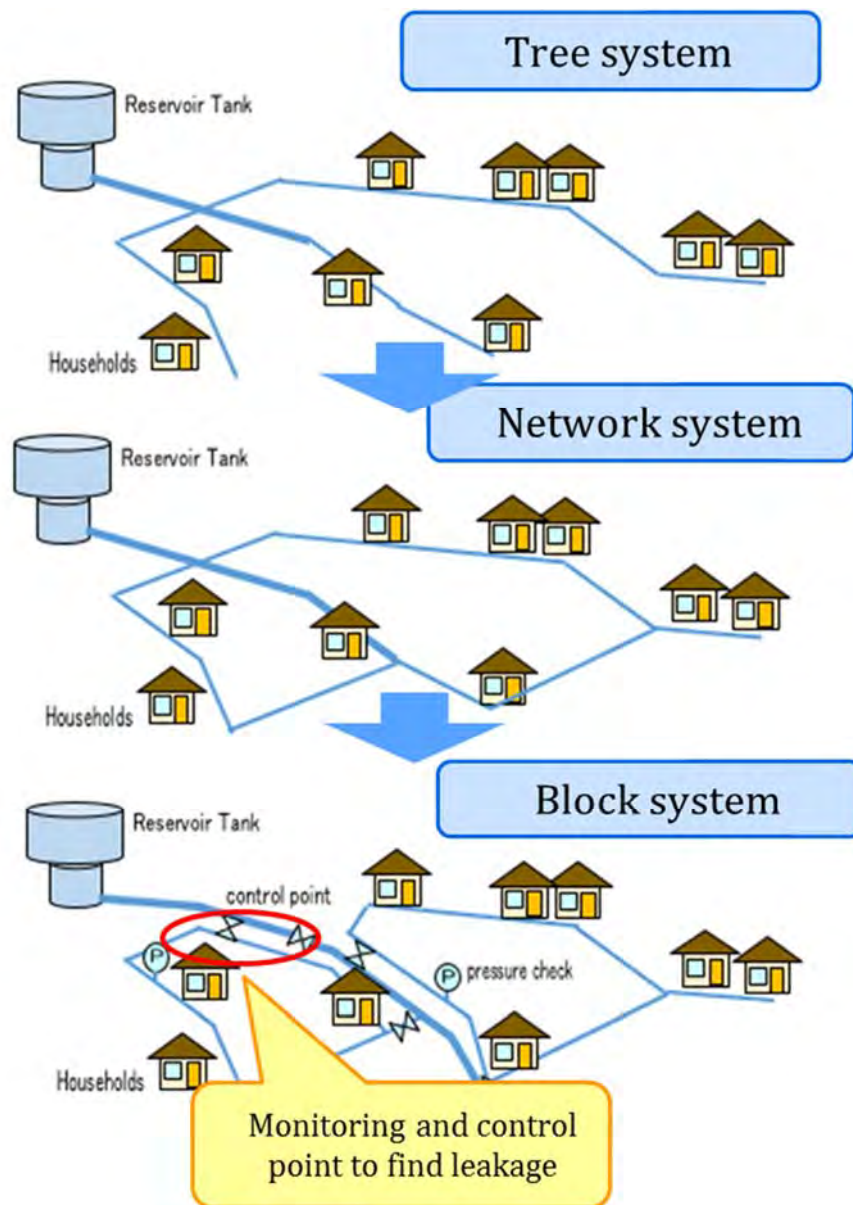 Tree system
Reservoir Tank
Households
Network system
Reservoir Tank
Households
Block system
Reservoir Tank
control point
P
P
pressure check
Households
Monitoring and control
point to find leakage